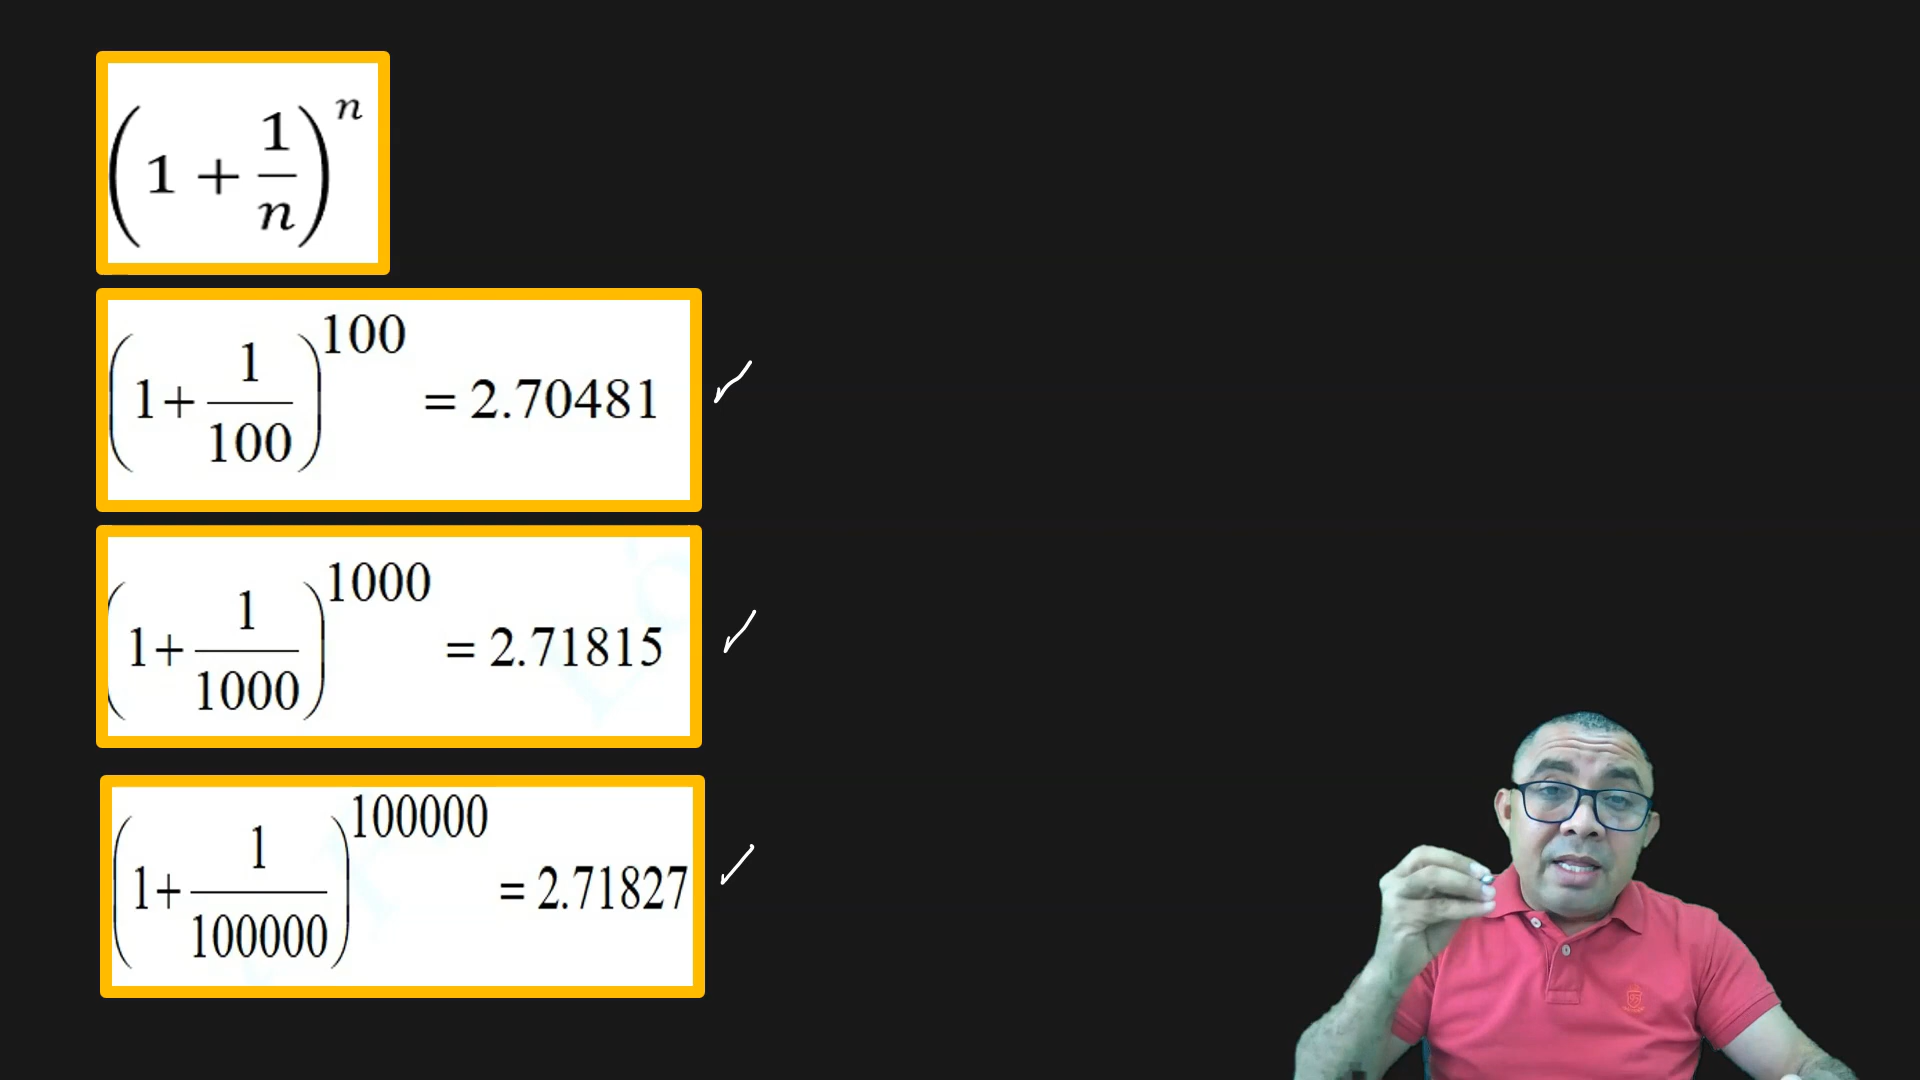 (1 + 1/n)^n
(1 + 1/100)^100 = 2.70481
(1 + 1/1000)^1000 = 2.71815
(1 + 1/100000)^100000 = 2.71827